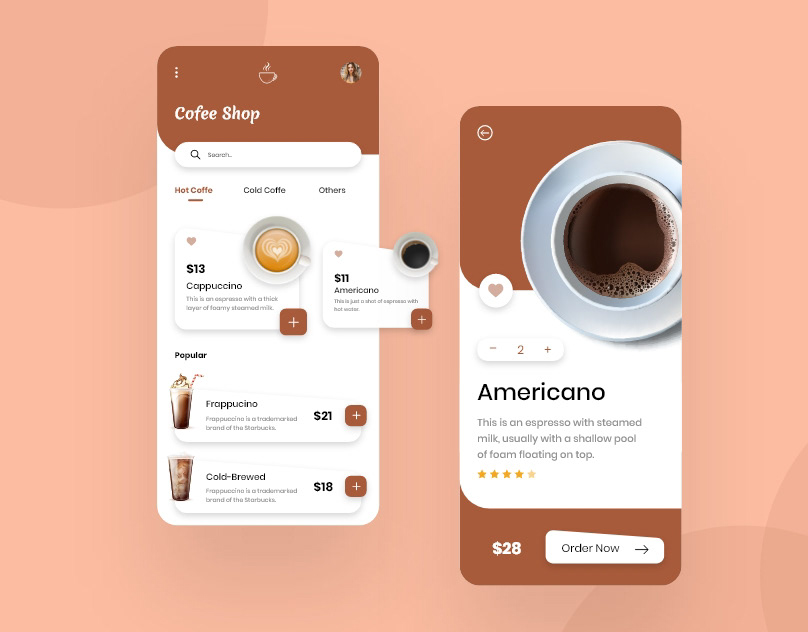 Cofee Shop
Search..
Hot Coffe
Cold Coffe
Others
$13
Cappuccino
This is an espresso with a thick
layer of foamy steamed milk.
+
$11
Americano
This is just a shot of espresso with
hot water.
+
Popular
Frappucino
Frappuccino is a trademarked
brand of the Starbucks.
$21
+
Cold-Brewed
Frappuccino is a trademarked
brand of the Starbucks.
$18
+
− 2 +
Americano
This is an espresso with steamed
milk, usually with a shallow pool
of foam floating on top.
$28
Order Now